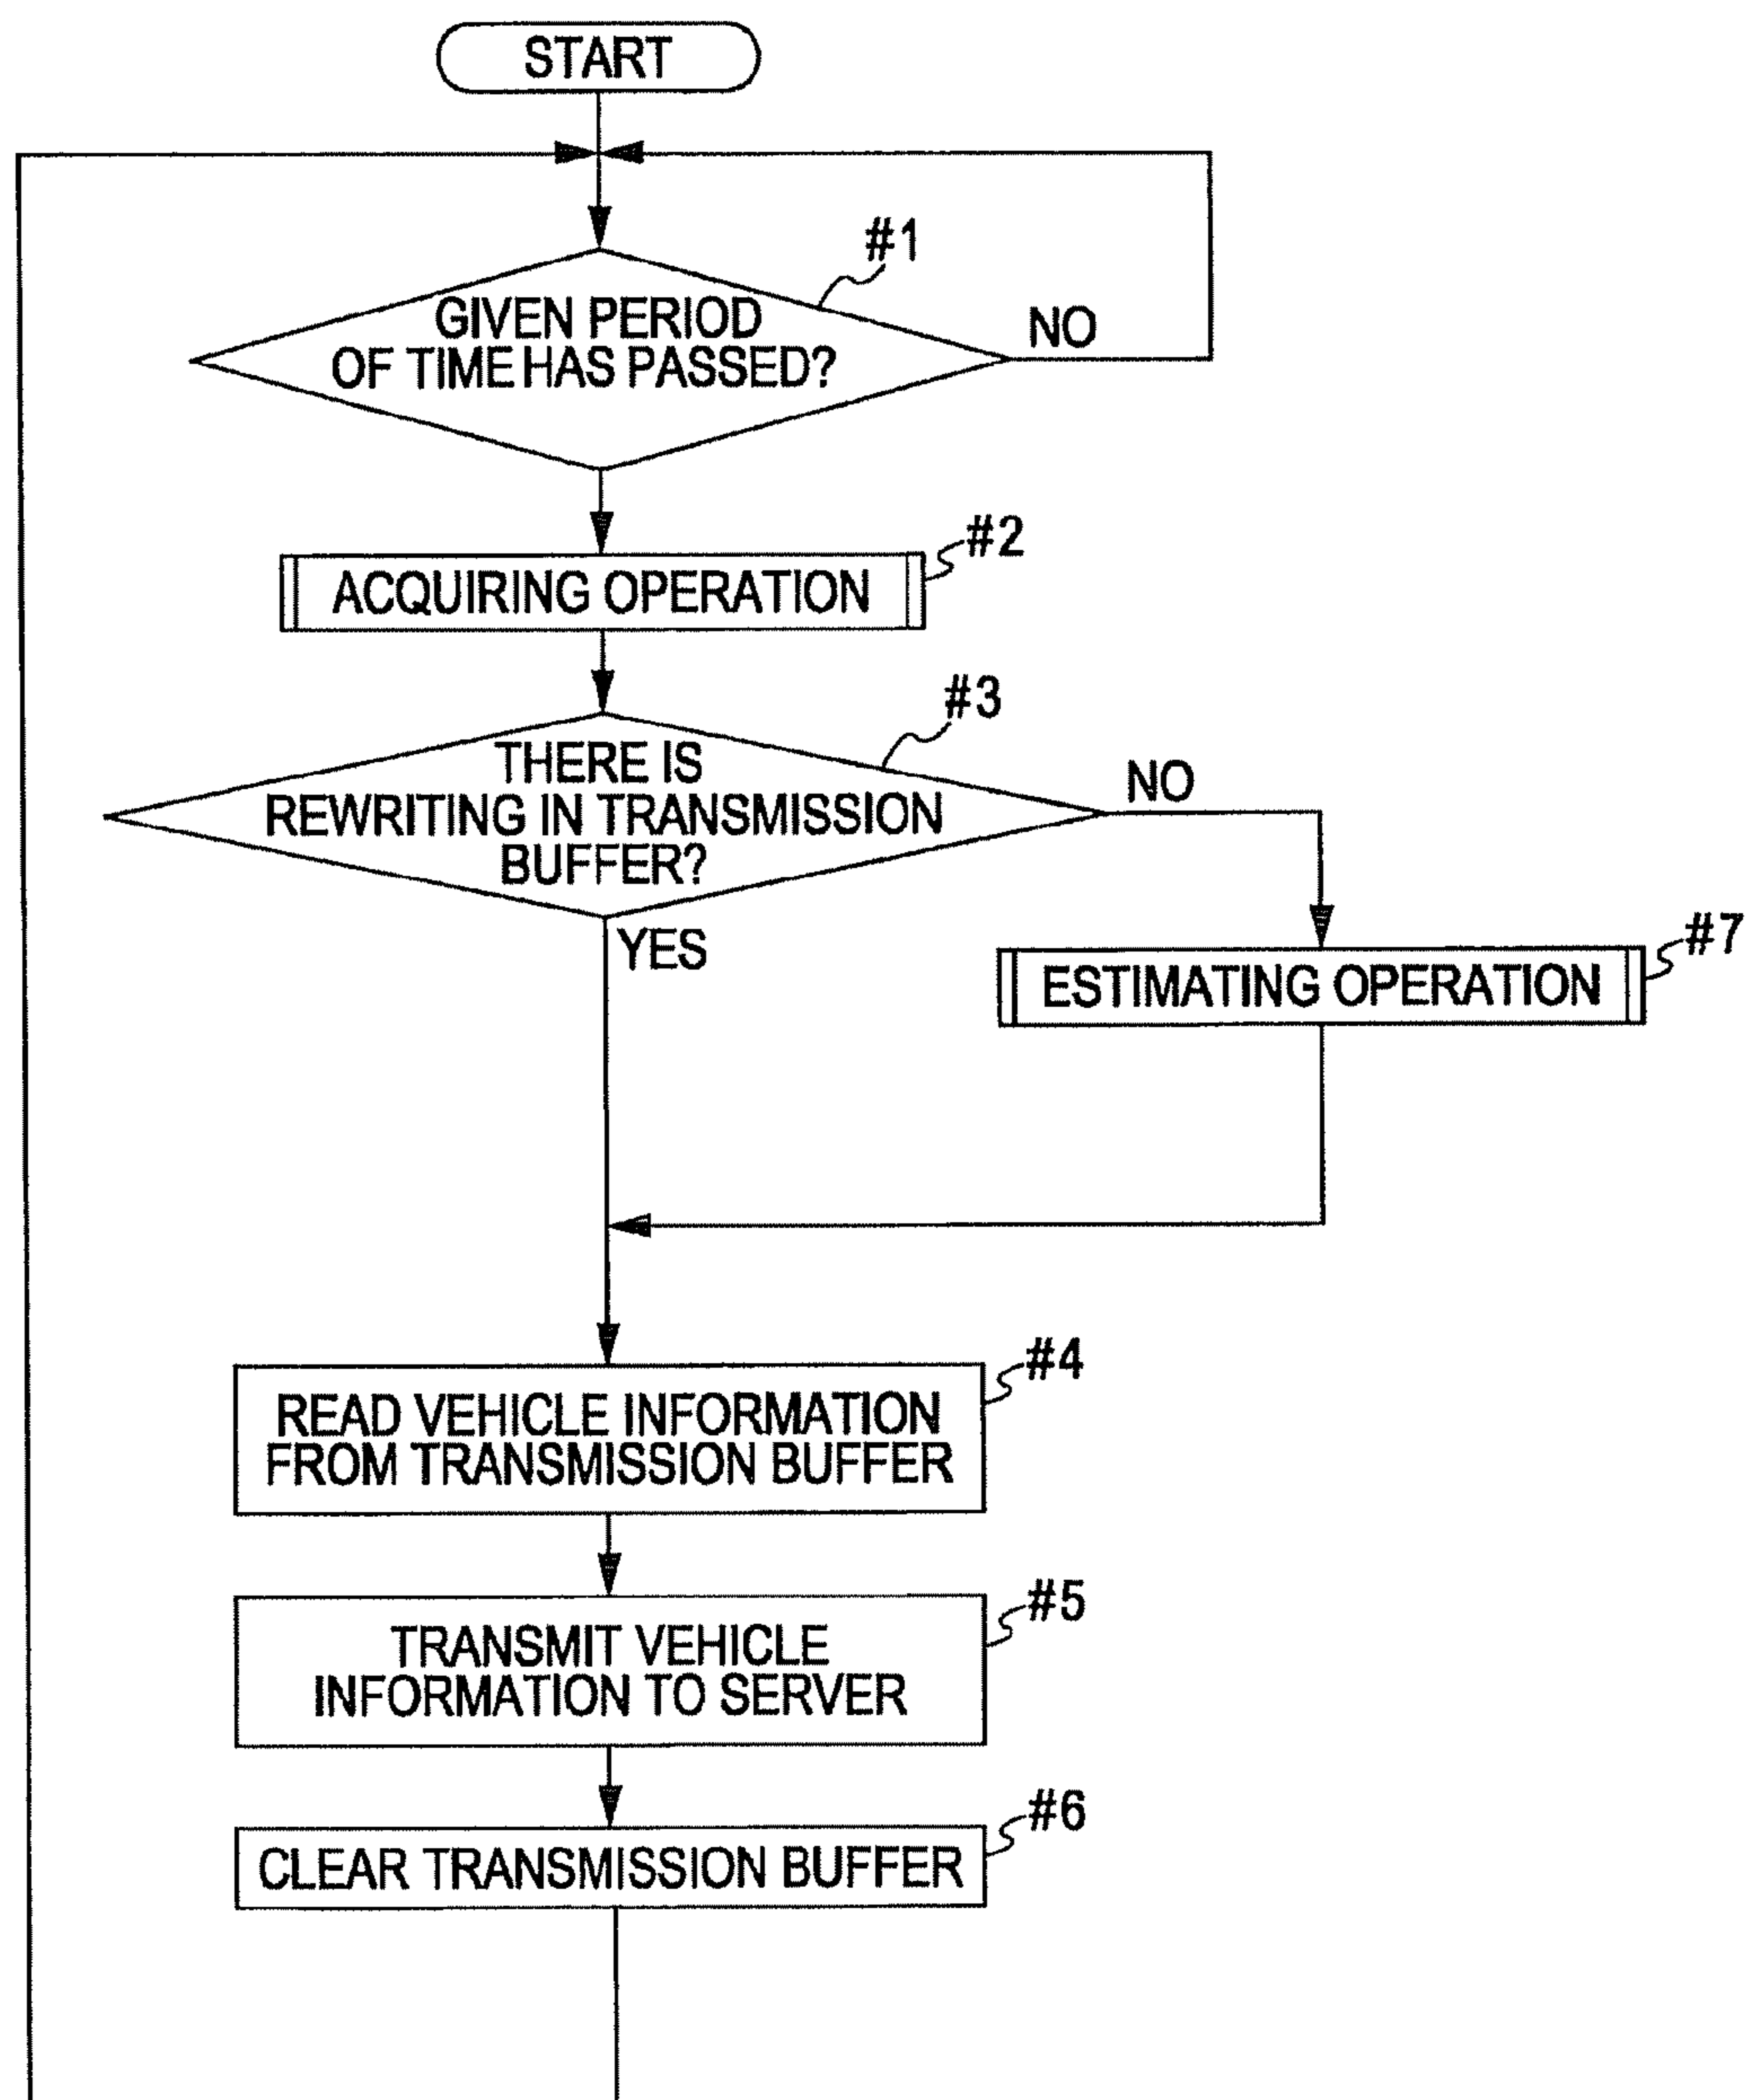 START
#1
GIVEN PERIOD
OF TIME HAS PASSED?
NO
#2
ACQUIRING OPERATION
#3
THERE IS
REWRITING IN TRANSMISSION
BUFFER?
NO
YES
#7
ESTIMATING OPERATION
#4
READ VEHICLE INFORMATION
FROM TRANSMISSION BUFFER
#5
TRANSMIT VEHICLE
INFORMATION TO SERVER
#6
CLEAR TRANSMISSION BUFFER